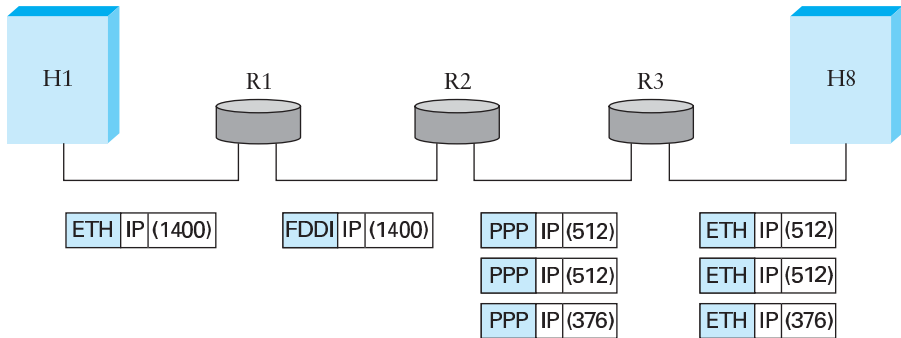 H1
R1
R2
R3
H8
ETH IP (1400)
FDDI IP (1400)
PPP IP (512)
ETH IP (512)
PPP IP (512)
ETH IP (512)
PPP IP (376)
ETH IP (376)